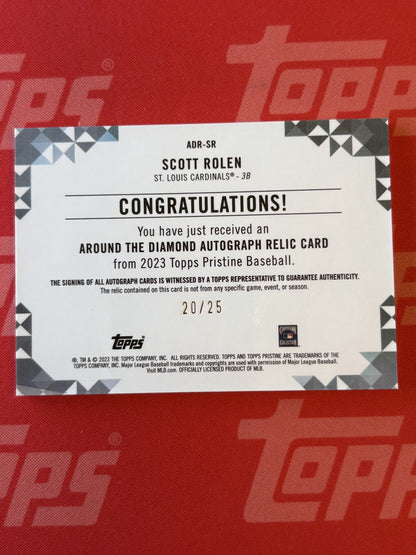 TOPPS
TOPPS
ADR-SR
SCOTT ROLEN
ST. LOUIS CARDINALS® - 3B
CONGRATULATIONS!
You have just received an
AROUND THE DIAMOND AUTOGRAPH RELIC CARD
from 2023 Topps Pristine Baseball.
THE SIGNING OF ALL AUTOGRAPH CARDS IS WITNESSED BY A TOPPS REPRESENTATIVE TO GUARANTEE AUTHENTICITY.
The relic contained on this card is not from any specific game, event, or season.
20/25
Topps
®, TM & © 2023 THE TOPPS COMPANY, INC. ALL RIGHTS RESERVED. TOPPS AND TOPPS PRISTINE ARE TRADEMARKS OF THE
TOPPS COMPANY, INC. Major League Baseball trademarks and copyrights are used with permission of Major League Baseball.
Visit MLB.com. OFFICIALLY LICENSED PRODUCT OF MLB.
TOPPS
TOPPS